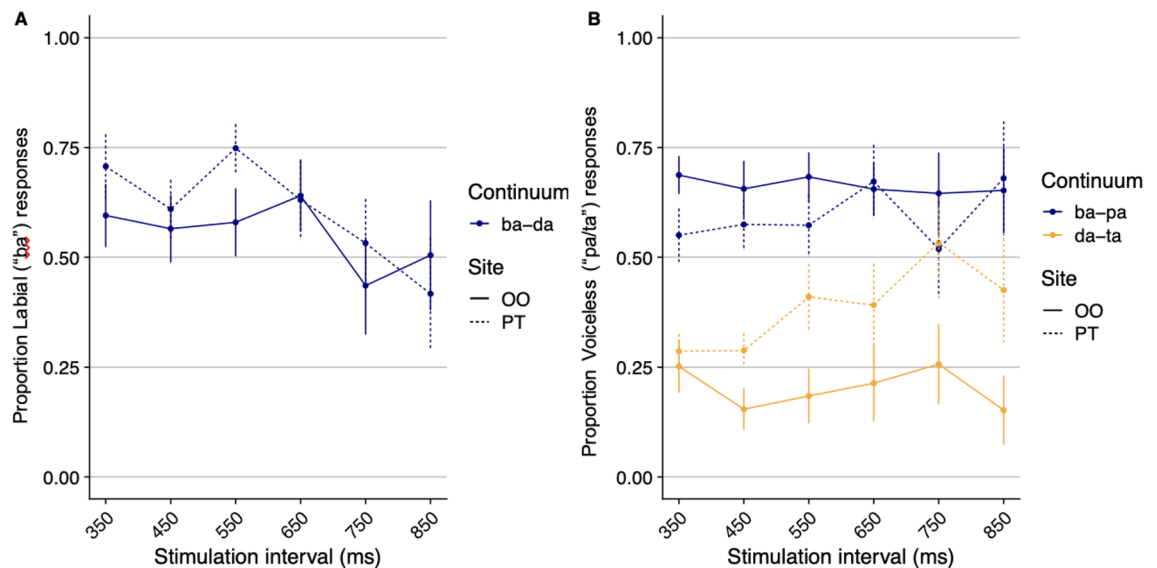 A
Proportion Labial (“ba”) responses
1.00
0.75
0.50
0.25
0.00
350
450
550
650
750
850
Stimulation interval (ms)
Continuum
ba–da
Site
OO
PT
B
Proportion Voiceless (“pa/ta”) responses
1.00
0.75
0.50
0.25
0.00
350
450
550
650
750
850
Stimulation interval (ms)
Continuum
ba–pa
da–ta
Site
OO
PT